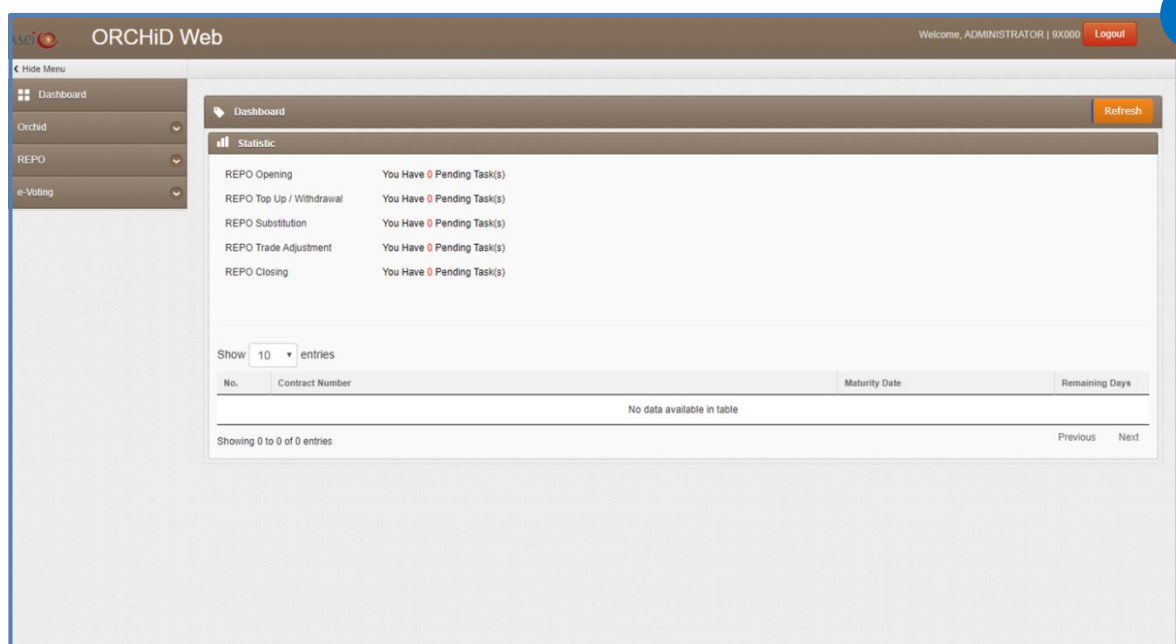 ksei ORCHiD Web Welcome, ADMINISTRATOR | 9X000 Logout
Hide Menu
Dashboard
Orchid
REPO
e-Voting
Dashboard Refresh
Statistic
REPO Opening You Have 0 Pending Task(s)
REPO Top Up / Withdrawal You Have 0 Pending Task(s)
REPO Substitution You Have 0 Pending Task(s)
REPO Trade Adjustment You Have 0 Pending Task(s)
REPO Closing You Have 0 Pending Task(s)
Show 10 entries
No. Contract Number Maturity Date Remaining Days
No data available in table
Showing 0 to 0 of 0 entries Previous Next